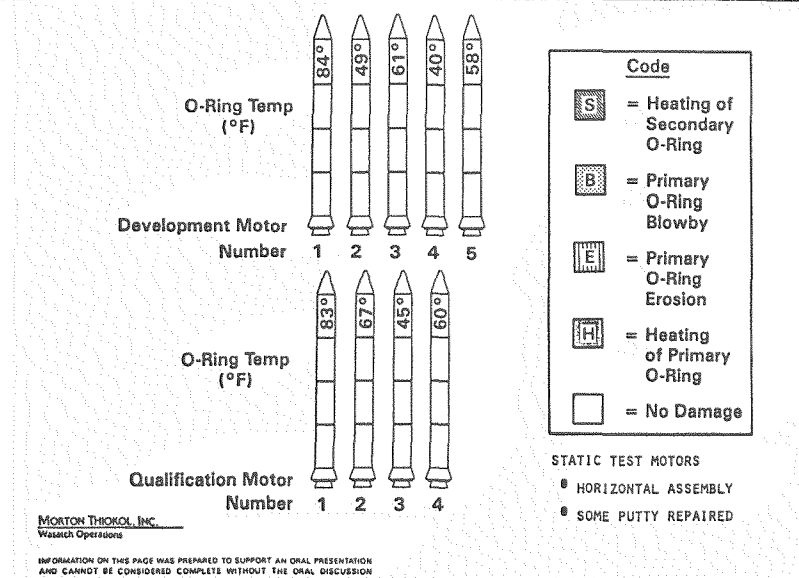 84° 49° 61° 40° 58°
O-Ring Temp
(°F)
Development Motor
Number 1 2 3 4 5
83° 67° 45° 60°
O-Ring Temp
(°F)
Qualification Motor
Number 1 2 3 4
Code
S = Heating of
Secondary
O-Ring
B = Primary
O-Ring
Blowby
E = Primary
O-Ring
Erosion
H = Heating
of Primary
O-Ring
= No Damage
STATIC TEST MOTORS
• HORIZONTAL ASSEMBLY
• SOME PUTTY REPAIRED
MORTON THIOKOL, INC.
Wasatch Operations
INFORMATION ON THIS PAGE WAS PREPARED TO SUPPORT AN ORAL PRESENTATION
AND CANNOT BE CONSIDERED COMPLETE WITHOUT THE ORAL DISCUSSION